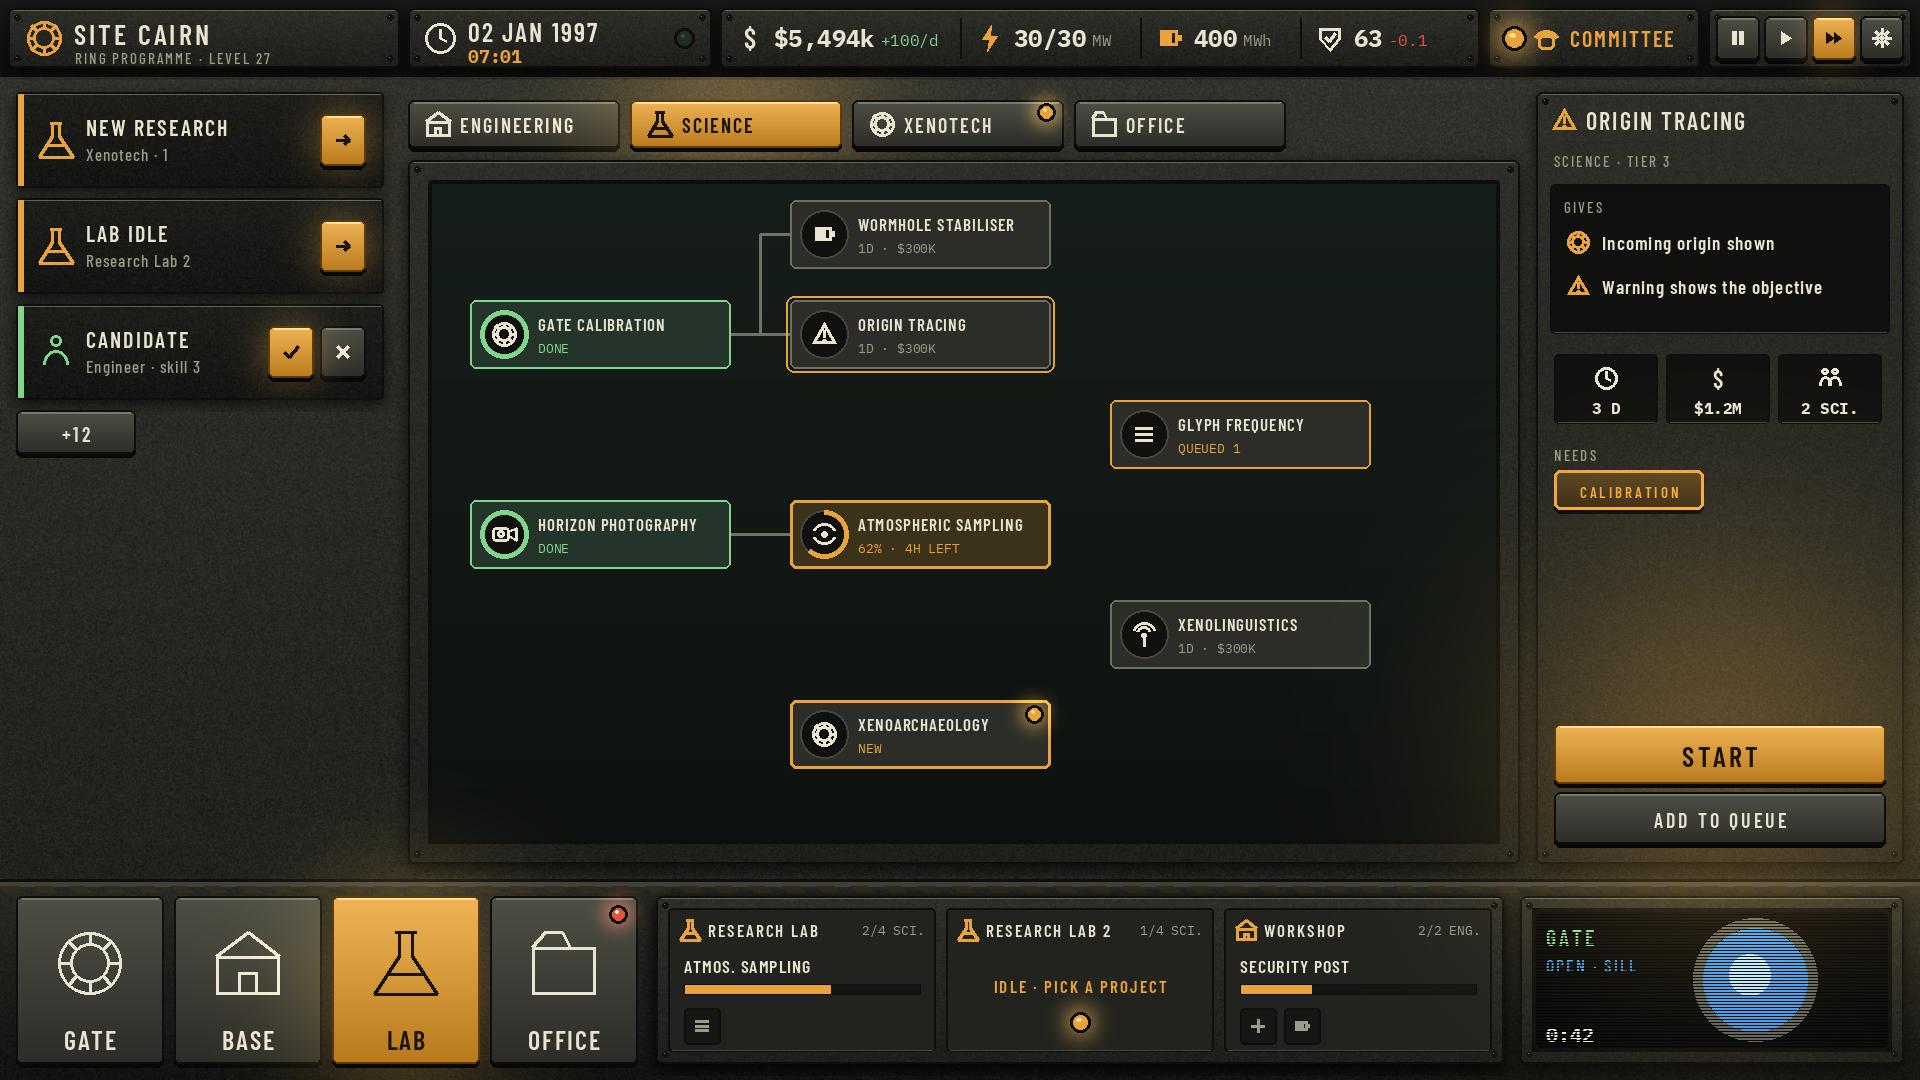 SITE CAIRN
RING PROGRAMME · LEVEL 27
02 JAN 1997
07:01
$ $5,494k +100/d
30/30 MW
400 MWh
63 -0.1
COMMITTEE
NEW RESEARCH
Xenotech · 1
LAB IDLE
Research Lab 2
CANDIDATE
Engineer · skill 3
+12
ENGINEERING
SCIENCE
XENOTECH
OFFICE
WORMHOLE STABILISER
1D · $300K
GATE CALIBRATION
DONE
ORIGIN TRACING
1D · $300K
GLYPH FREQUENCY
QUEUED 1
HORIZON PHOTOGRAPHY
DONE
ATMOSPHERIC SAMPLING
62% · 4H LEFT
XENOLINGUISTICS
1D · $300K
XENOARCHAEOLOGY
NEW
ORIGIN TRACING
SCIENCE · TIER 3
GIVES
Incoming origin shown
Warning shows the objective
3 D
$
$1.2M
2 SCI.
NEEDS
CALIBRATION
START
ADD TO QUEUE
GATE
BASE
LAB
OFFICE
RESEARCH LAB 2/4 SCI.
ATMOS. SAMPLING
RESEARCH LAB 2 1/4 SCI.
IDLE · PICK A PROJECT
WORKSHOP 2/2 ENG.
SECURITY POST
GATE
OPEN · SILL
0:42